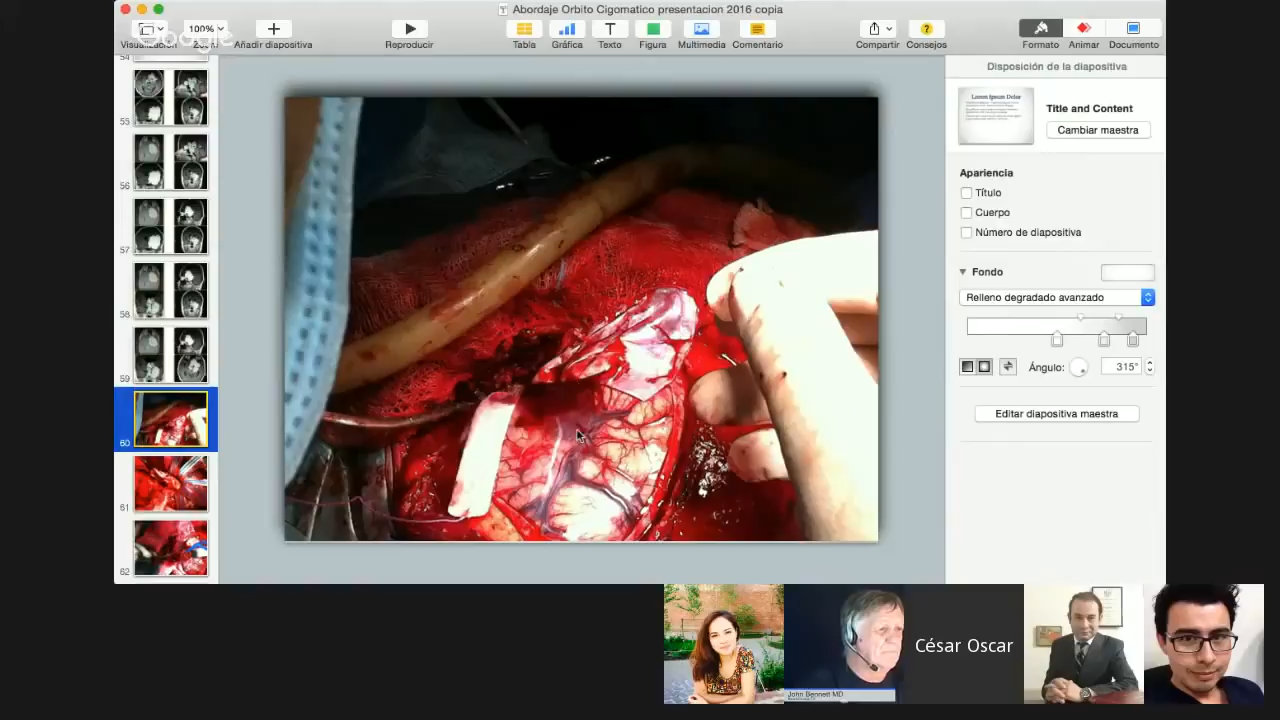 Abordaje Orbito Cigomatico presentacion 2016 copia
100%
Google
Añadir diapositiva
Reproducir
Tabla
Gráfica
Texto
Figura
Multimedia
Comentario
Compartir
Consejos
Formato
Animar
Documento
54
55
56
57
58
59
60
61
62
Disposición de la diapositiva
Lorem Ipsum Dolor
Title and Content
Cambiar maestra
Apariencia
Título
Cuerpo
Número de diapositiva
Fondo
Relleno degradado avanzado
Ángulo:
315°
Editar diapositiva maestra
César Oscar
John Bennett MD